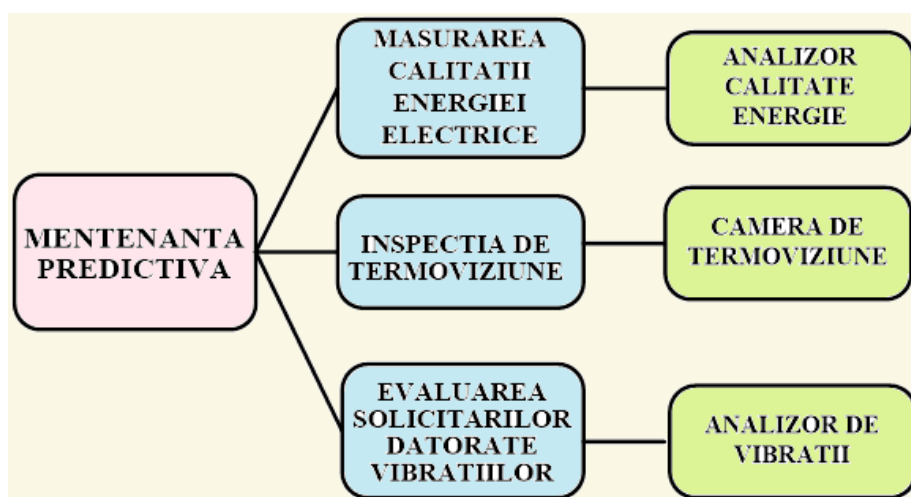 MENTENANTA
PREDICTIVA
MASURAREA
CALITATII
ENERGIEI
ELECTRICE
ANALIZOR
CALITATE
ENERGIE
INSPECTIA DE
TERMOVIZIUNE
CAMERA DE
TERMOVIZIUNE
EVALUAREA
SOLICITARILOR
DATORATE
VIBRATIILOR
ANALIZOR DE
VIBRATII